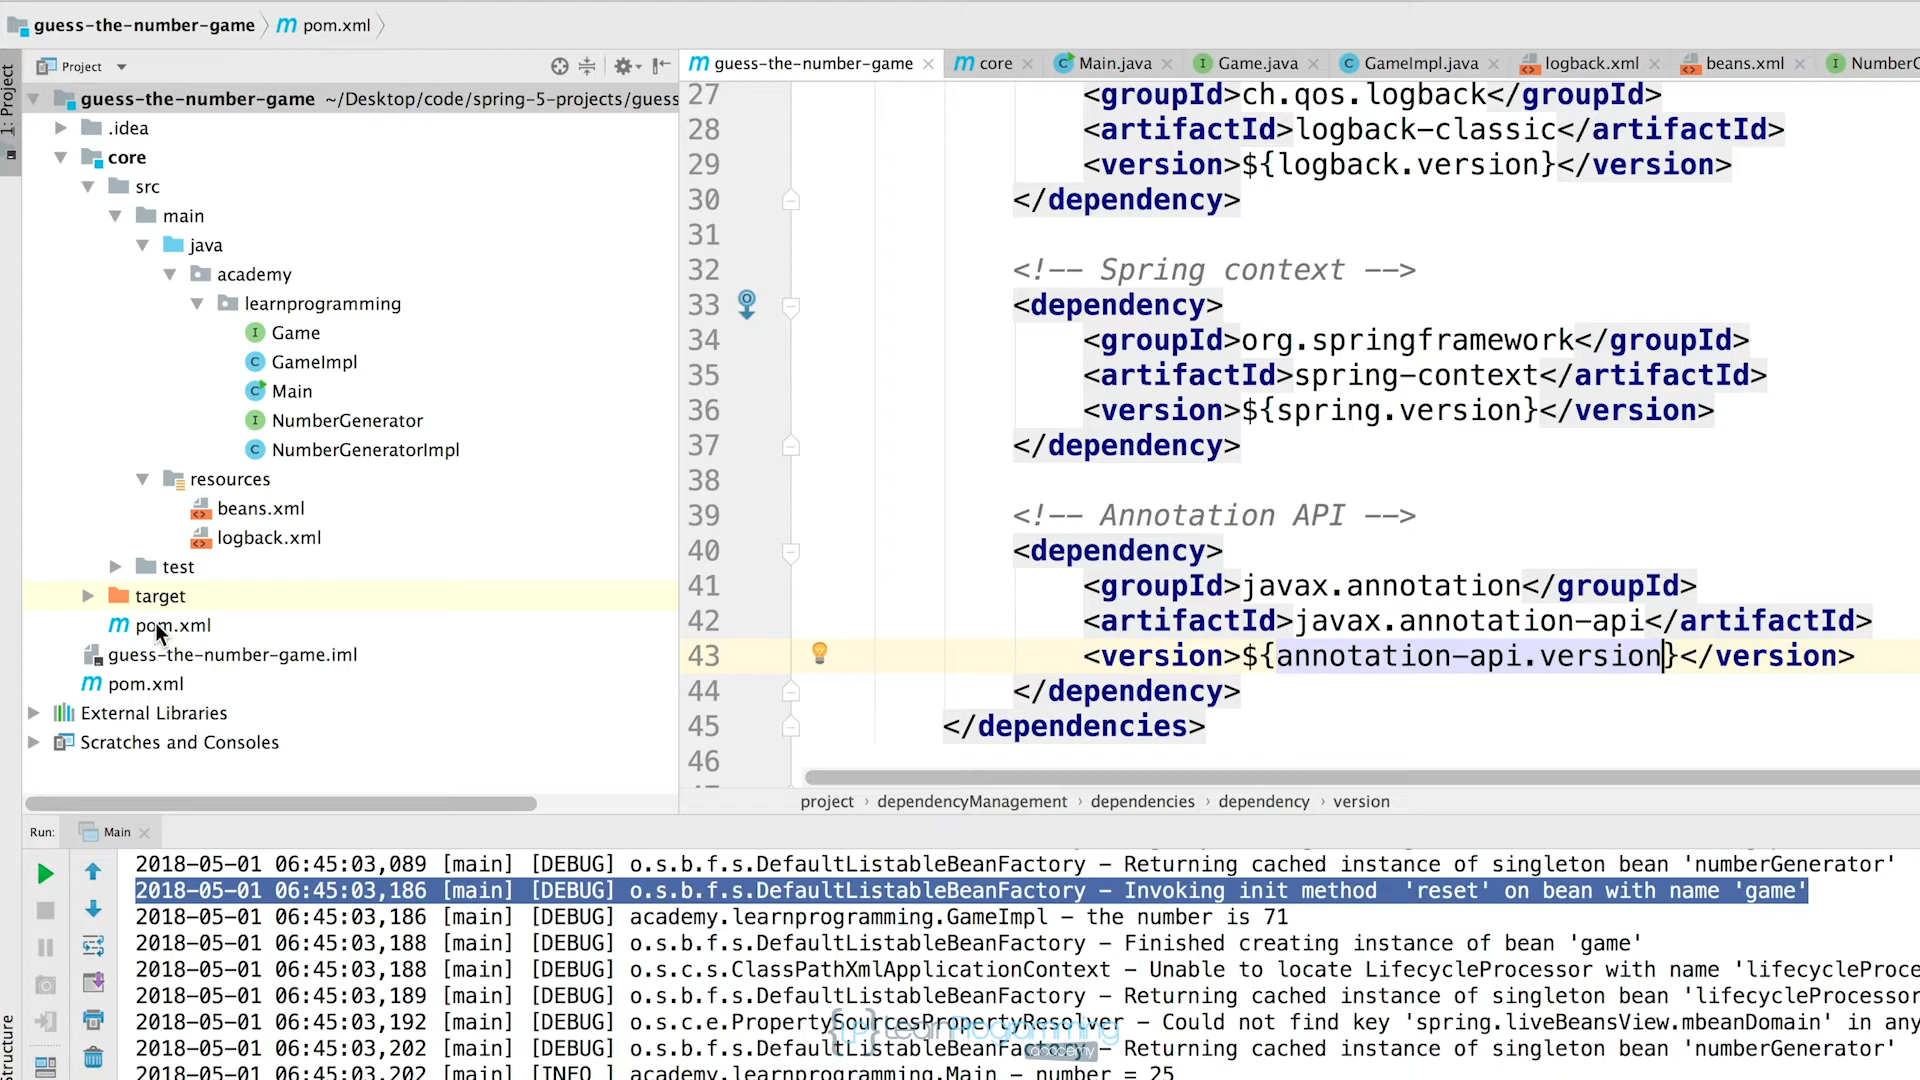 guess-the-number-game pom.xml
1: Project
Project
guess-the-number-game core Main.java Game.java GameImpl.java logback.xml beans.xml NumberG
guess-the-number-game ~/Desktop/code/spring-5-projects/guess
.idea
core
src
main
java
academy
learnprogramming
Game
GameImpl
Main
NumberGenerator
NumberGeneratorImpl
resources
beans.xml
logback.xml
test
target
pom.xml
guess-the-number-game.iml
pom.xml
External Libraries
Scratches and Consoles
27 <groupId>ch.qos.logback</groupId>
28 <artifactId>logback-classic</artifactId>
29 <version>${logback.version}</version>
30 </dependency>
31
32 <!-- Spring context -->
33 <dependency>
34 <groupId>org.springframework</groupId>
35 <artifactId>spring-context</artifactId>
36 <version>${spring.version}</version>
37 </dependency>
38
39 <!-- Annotation API -->
40 <dependency>
41 <groupId>javax.annotation</groupId>
42 <artifactId>javax.annotation-api</artifactId>
43 <version>${annotation-api.version}</version>
44 </dependency>
45 </dependencies>
46
project › dependencyManagement › dependencies › dependency › version
Run: Main
2018-05-01 06:45:03,089 [main] [DEBUG] o.s.b.f.s.DefaultListableBeanFactory - Returning cached instance of singleton bean 'numberGenerator'
2018-05-01 06:45:03,186 [main] [DEBUG] o.s.b.f.s.DefaultListableBeanFactory - Invoking init method  'reset' on bean with name 'game'
2018-05-01 06:45:03,186 [main] [DEBUG] academy.learnprogramming.GameImpl - the number is 71
2018-05-01 06:45:03,188 [main] [DEBUG] o.s.b.f.s.DefaultListableBeanFactory - Finished creating instance of bean 'game'
2018-05-01 06:45:03,188 [main] [DEBUG] o.s.c.s.ClassPathXmlApplicationContext - Unable to locate LifecycleProcessor with name 'lifecycleProce
2018-05-01 06:45:03,189 [main] [DEBUG] o.s.b.f.s.DefaultListableBeanFactory - Returning cached instance of singleton bean 'lifecycleProcessor
2018-05-01 06:45:03,192 [main] [DEBUG] o.s.c.e.PropertySourcesPropertyResolver - Could not find key 'spring.liveBeansView.mbeanDomain' in any
2018-05-01 06:45:03,202 [main] [DEBUG] o.s.b.f.s.DefaultListableBeanFactory - Returning cached instance of singleton bean 'numberGenerator'
2018-05-01 06:45:03,202 [main] [INFO ] academy.learnprogramming.Main - number = 25
{LP} LearnProgramming
academy
Structure